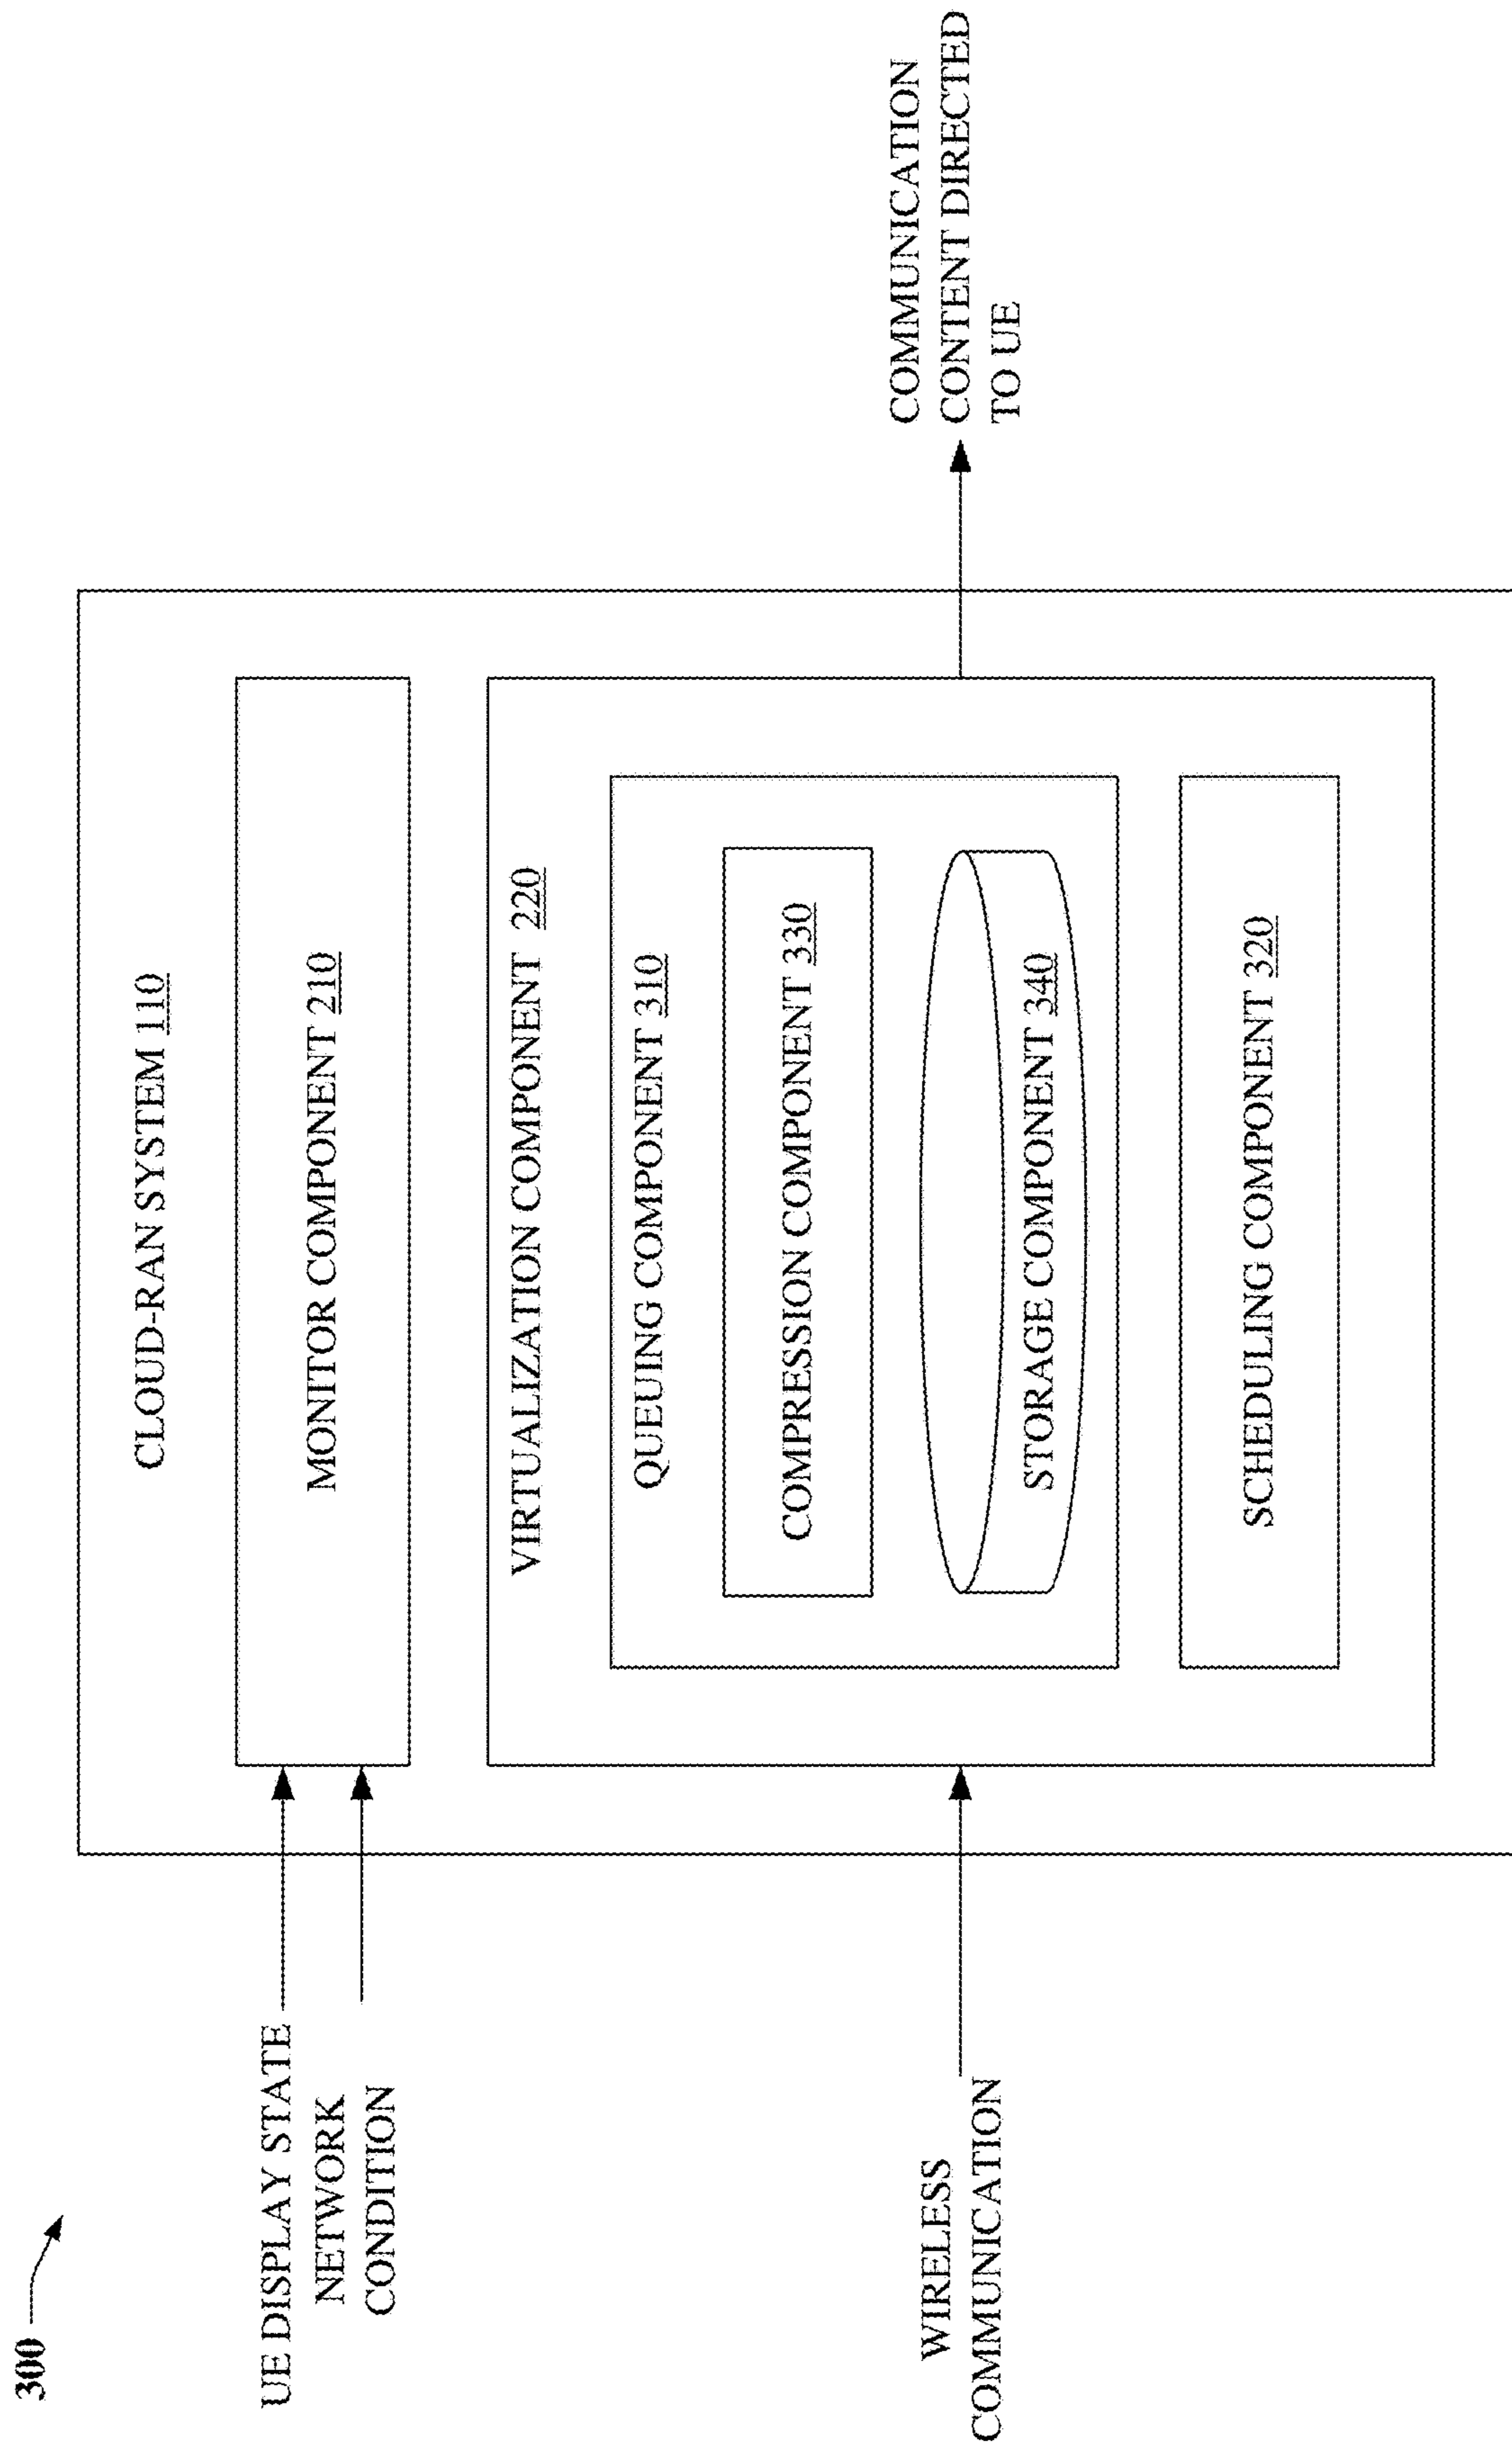 300
CLOUD-RAN SYSTEM 110
UE DISPLAY STATE
NETWORK
CONDITION
MONITOR COMPONENT 210
VIRTUALIZATION COMPONENT 220
QUEUING COMPONENT 310
COMPRESSION COMPONENT 330
WIRELESS
COMMUNICATION
STORAGE COMPONENT 340
COMMUNICATION
CONTENT DIRECTED
TO UE
SCHEDULING COMPONENT 320